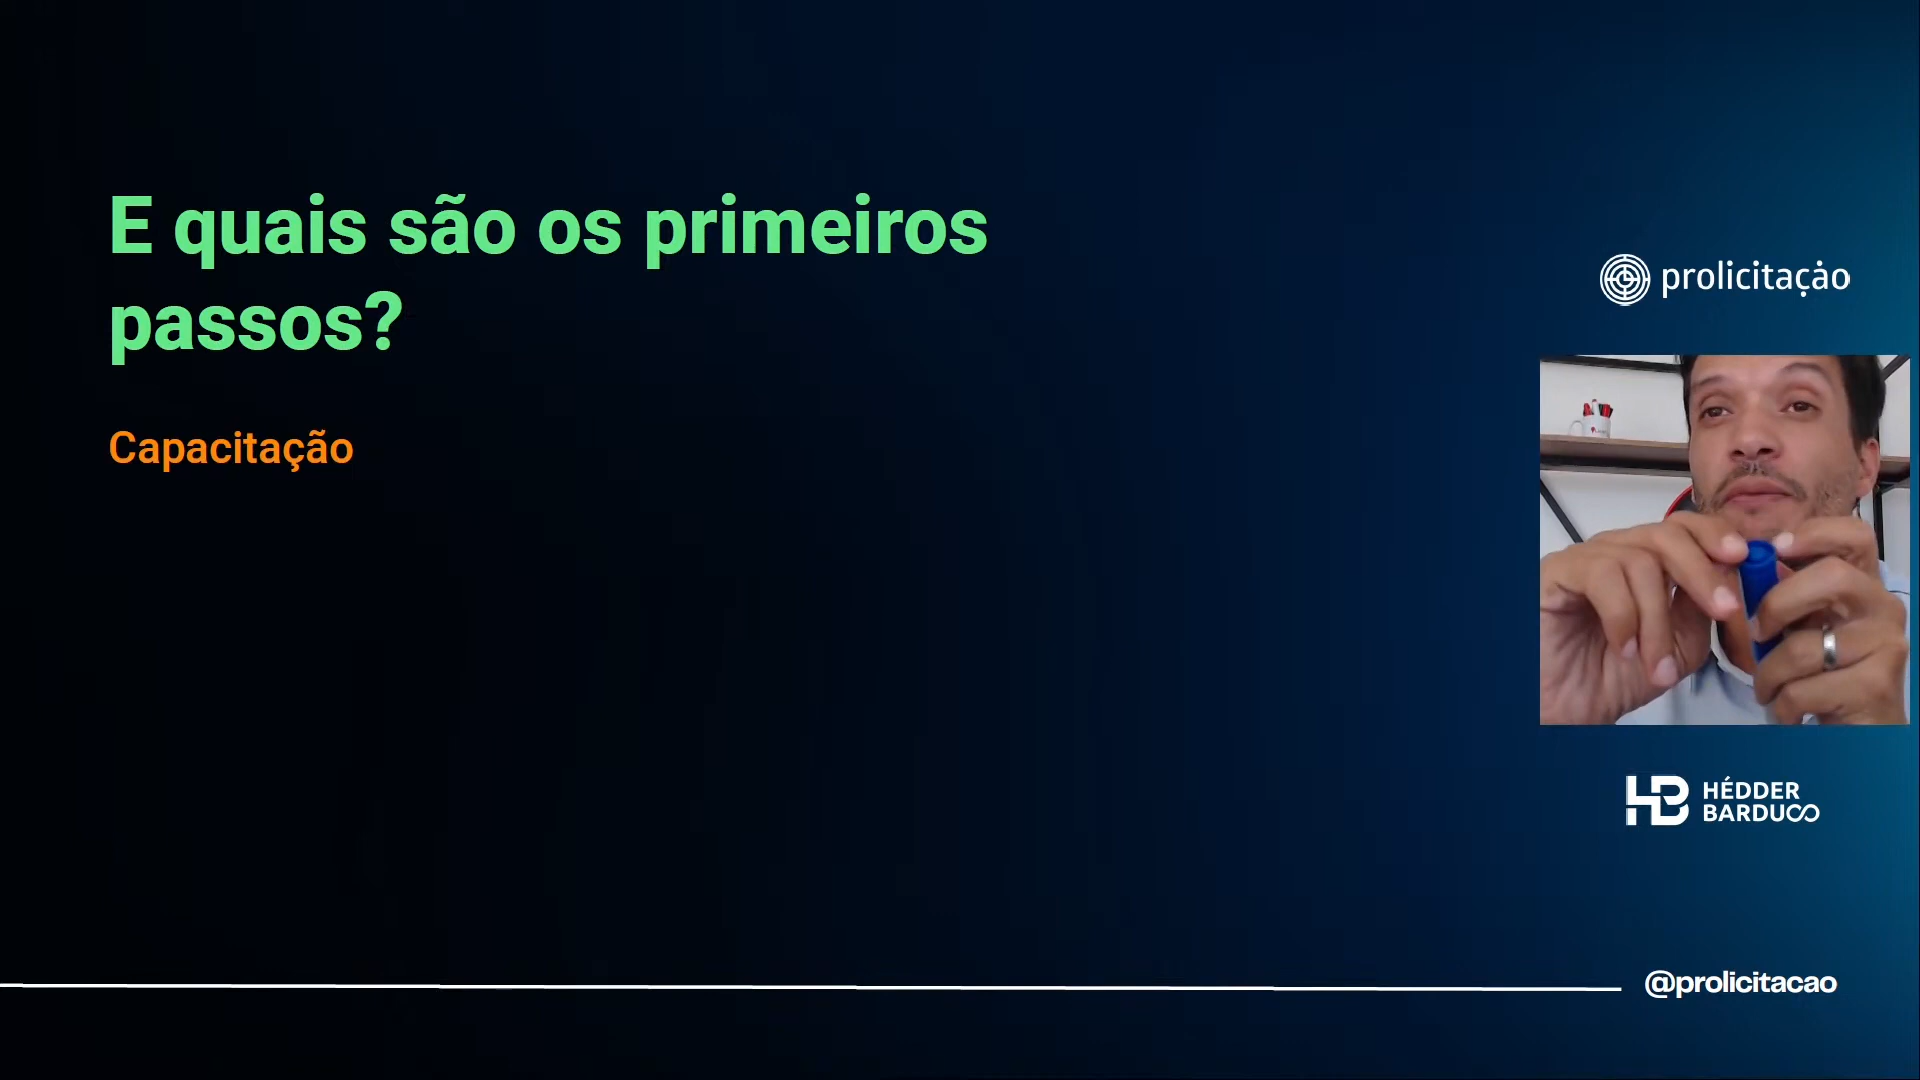 E quais são os primeiros
passos?
Capacitação
prolicitação
HÉDDER
BARDUCO
@prolicitacao